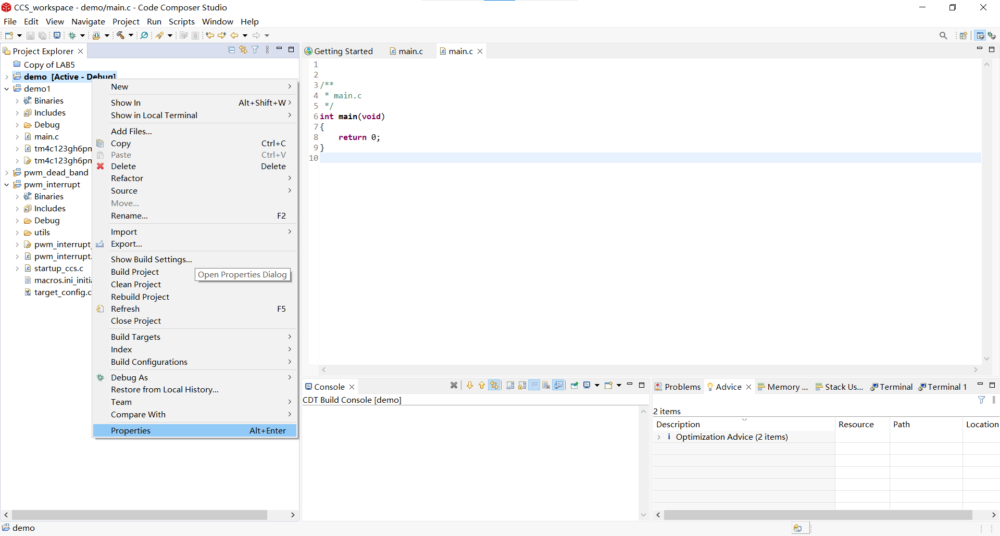 CCS_workspace - demo/main.c - Code Composer Studio
File Edit View Navigate Project Run Scripts Window Help
Project Explorer
Copy of LAB5
demo [Active - Debug]
demo1
Binaries
Includes
Debug
main.c
tm4c123gh6pm
tm4c123gh6pm
pwm_dead_band
pwm_interrupt
Binaries
Includes
Debug
utils
pwm_interrupt_
pwm_interrupt.
startup_ccs.c
macros.ini_initia
target_config.c
New
Show In Alt+Shift+W
Show in Local Terminal
Add Files...
Copy Ctrl+C
Paste Ctrl+V
Delete Delete
Refactor
Source
Move...
Rename... F2
Import
Export...
Show Build Settings...
Build Project
Open Properties Dialog
Clean Project
Rebuild Project
Refresh F5
Close Project
Build Targets
Index
Build Configurations
Debug As
Restore from Local History...
Team
Compare With
Properties Alt+Enter
Getting Started main.c main.c
1
2
3 /**
4 * main.c
5 */
6 int main(void)
7 {
8 return 0;
9 }
10
Console
CDT Build Console [demo]
Problems Advice Memory ... Stack Us... Terminal Terminal 1
2 items
Description Resource Path Location
Optimization Advice (2 items)
demo